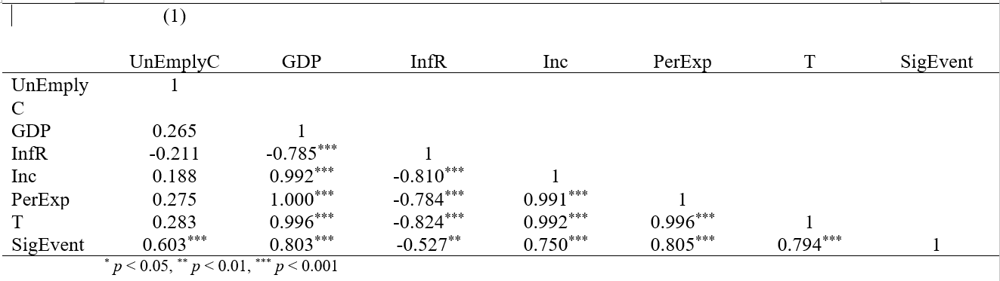 (1)
UnEmplyC GDP InfR Inc PerExp T SigEvent
UnEmply 1
C
GDP 0.265 1
InfR -0.211 -0.785*** 1
Inc 0.188 0.992*** -0.810*** 1
PerExp 0.275 1.000*** -0.784*** 0.991*** 1
T 0.283 0.996*** -0.824*** 0.992*** 0.996*** 1
SigEvent 0.603*** 0.803*** -0.527** 0.750*** 0.805*** 0.794*** 1
* p < 0.05, ** p < 0.01, *** p < 0.001